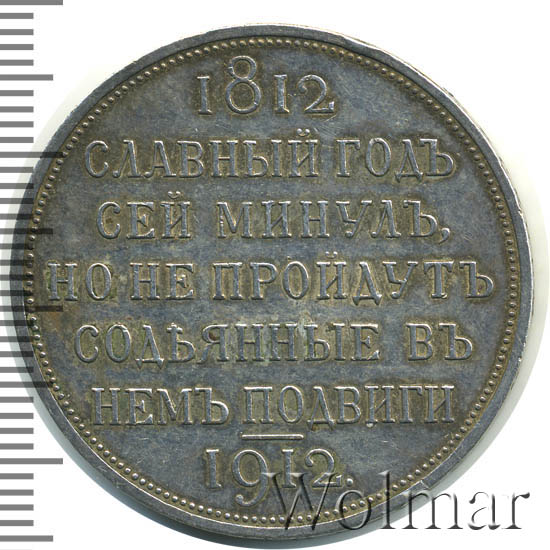 1812
СЛАВНЫЙ ГОДЪ
СЕЙ МИНУЛЪ,
НО НЕ ПРОЙДУТЪ
СОДѢЯННЫЕ ВЪ
НЕМЪ ПОДВИГИ
1912.
Wolmar